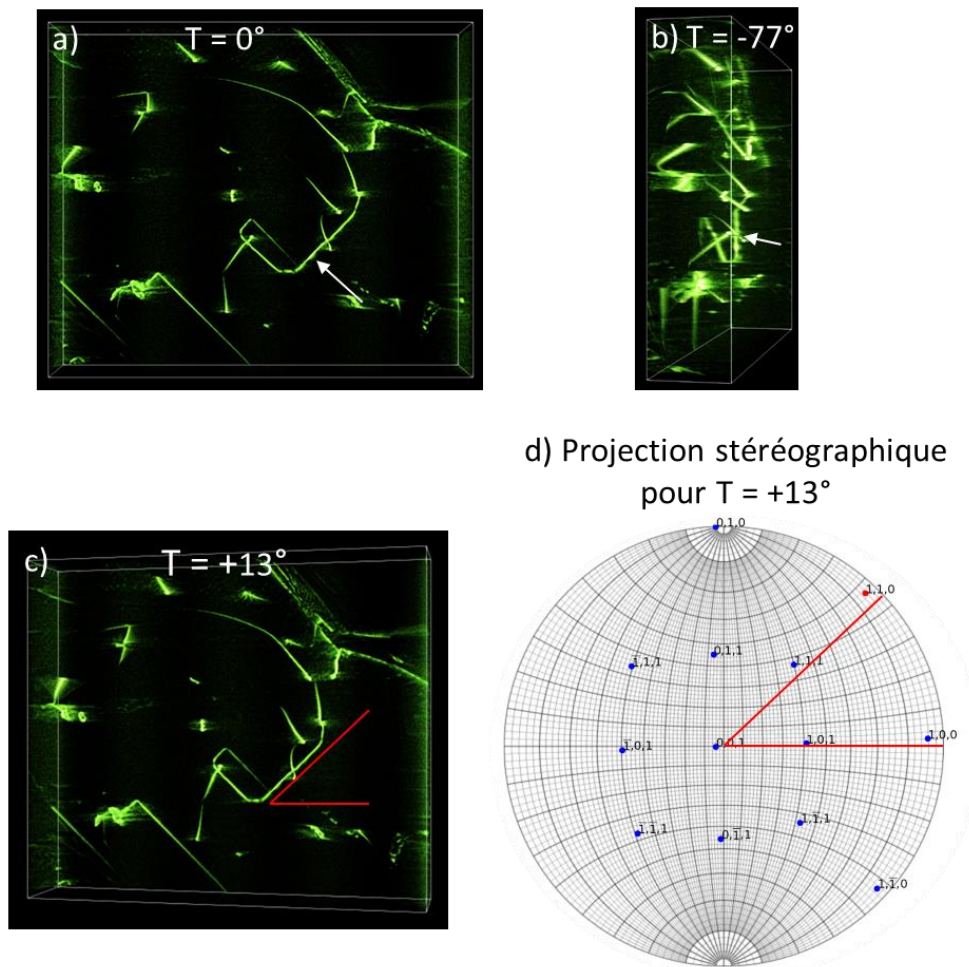 a) T = 0°
b) T = -77°
c) T = +13°
d) Projection stéréographique
pour T = +13°
0,1,0
1,1,0
0,1,1
1̅,1,1
1,1,1
1̅,0,1
0,0,1
1,0,1
1,0,0
1̅,1̅,1
0,1̅,1
1,1̅,1
1,1̅,0